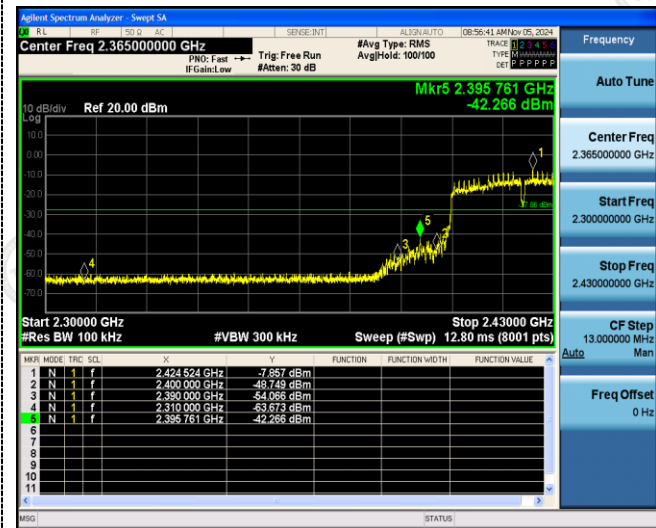 Agilent Spectrum Analyzer - Swept SA
RL RF 50 Ω AC SENSE:INT ALIGNAUTO 08:56:41 AM Nov 05, 2024
Center Freq 2.365000000 GHz
PNO: Fast
IFGain:Low
Trig: Free Run
#Atten: 30 dB
#Avg Type: RMS
Avg|Hold: 100/100
TRACE 1 2 3 4 5 6
TYPE
DET P P P P P P
Frequency
Auto Tune
Center Freq
2.365000000 GHz
Start Freq
2.300000000 GHz
Stop Freq
2.430000000 GHz
CF Step
13.000000 MHz
Auto Man
Freq Offset
0 Hz
Mkr5 2.395 761 GHz
-42.266 dBm
10 dB/div Ref 20.00 dBm
Log
10.0
0.00
-10.0
-20.0
-30.0
-40.0
-50.0
-60.0
-70.0
1
5
3
4
Start 2.30000 GHz Stop 2.43000 GHz
#Res BW 100 kHz #VBW 300 kHz Sweep (#Swp) 12.80 ms (8001 pts)
MKR MODE TRC SCL X Y FUNCTION FUNCTION WIDTH FUNCTION VALUE
1 N 1 f 2.424 524 GHz -7.857 dBm
2 N 1 f 2.400 000 GHz -48.749 dBm
3 N 1 f 2.390 000 GHz -54.066 dBm
4 N 1 f 2.310 000 GHz -63.673 dBm
5 N 1 f 2.395 761 GHz -42.266 dBm
6
7
8
9
10
11
MSG STATUS